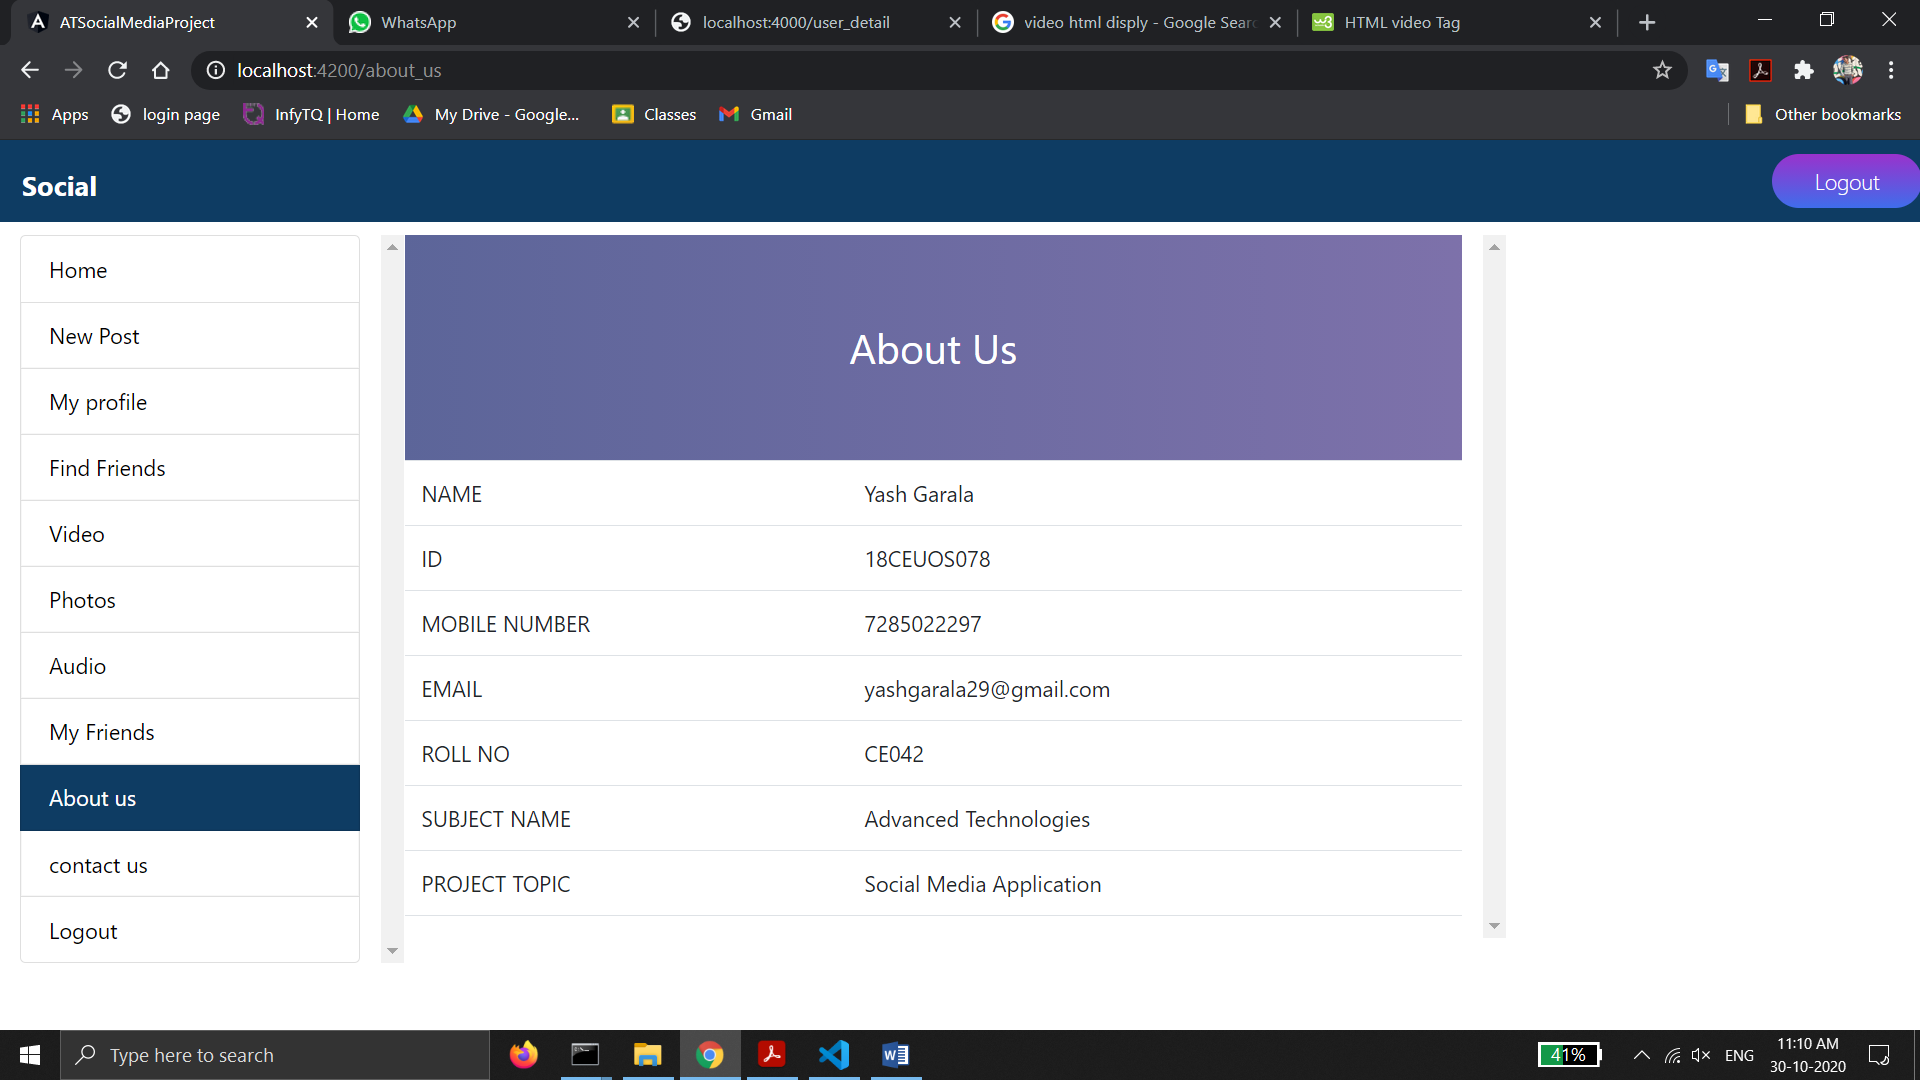 ATSocialMediaProject
WhatsApp
localhost:4000/user_detail
video html disply - Google Sear
HTML video Tag
localhost:4200/about_us
Apps
login page
InfyTQ | Home
My Drive - Google...
Classes
Gmail
Other bookmarks
Social
Logout
Home
New Post
My profile
Find Friends
Video
Photos
Audio
My Friends
About us
contact us
Logout
About Us
NAME Yash Garala
ID 18CEUOS078
MOBILE NUMBER 7285022297
EMAIL yashgarala29@gmail.com
ROLL NO CE042
SUBJECT NAME Advanced Technologies
PROJECT TOPIC Social Media Application
Type here to search
41%
ENG
11:10 AM
30-10-2020